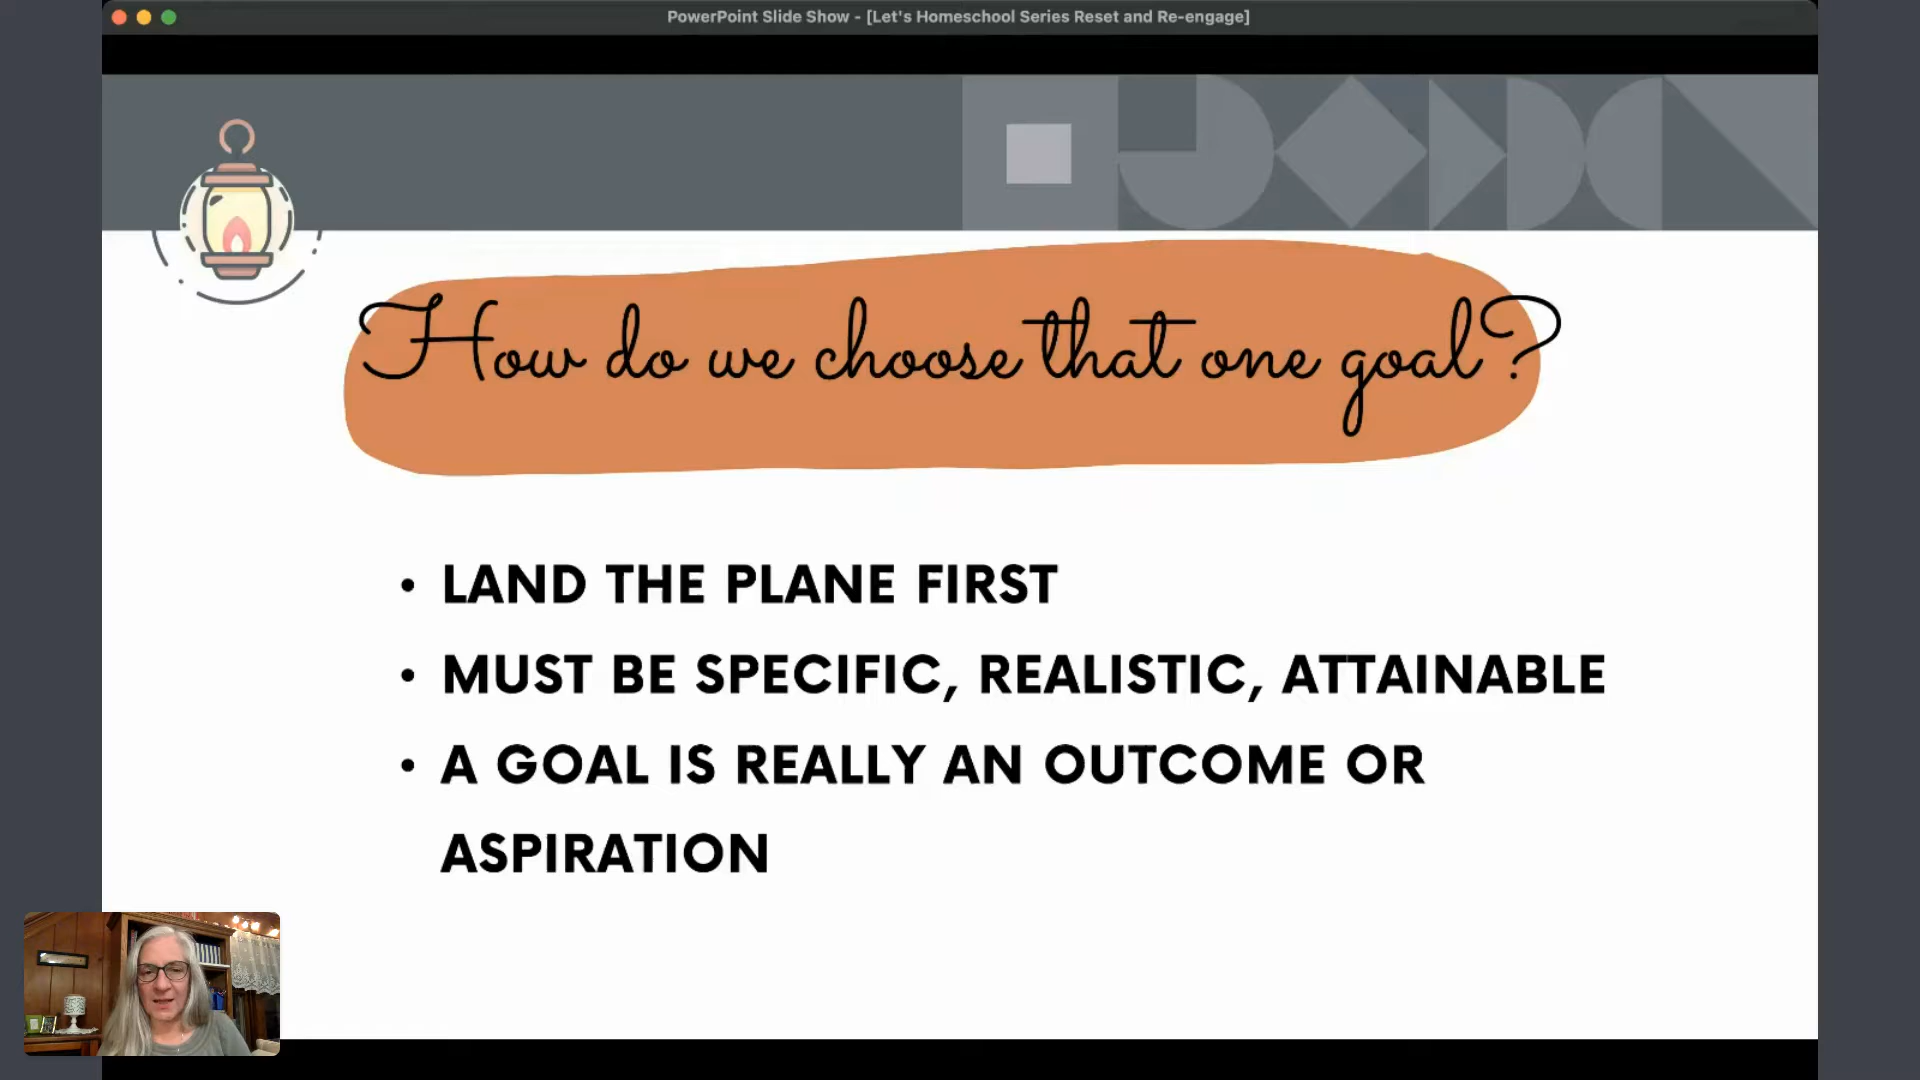 PowerPoint Slide Show - [Let's Homeschool Series Reset and Re-engage]
How do we choose that one goal?
• LAND THE PLANE FIRST
• MUST BE SPECIFIC, REALISTIC, ATTAINABLE
• A GOAL IS REALLY AN OUTCOME OR
ASPIRATION